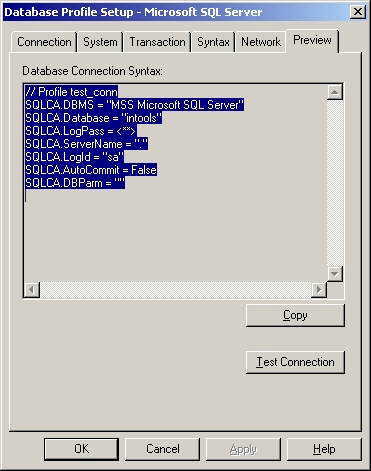 Database Profile Setup - Microsoft SQL Server
Connection System Transaction Syntax Network Preview
Database Connection Syntax:
// Profile test_conn
SQLCA.DBMS = "MSS Microsoft SQL Server"
SQLCA.Database = "intools"
SQLCA.LogPass = <**>
SQLCA.ServerName = "."
SQLCA.LogId = "sa"
SQLCA.AutoCommit = False
SQLCA.DBParm = ""
Copy
Test Connection
OK Cancel Apply Help